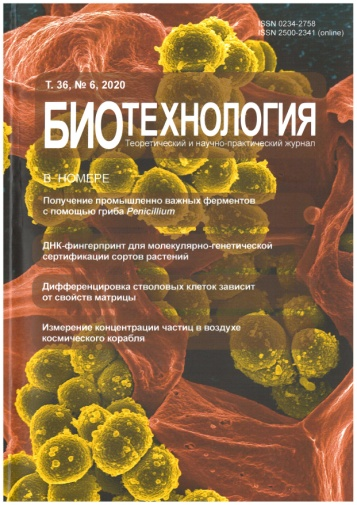 ISSN 0234-2758
ISSN 2500-2341 (online)
Т. 36, № 6, 2020
БИОТЕХНОЛОГИЯ
Теоретический и научно-практический журнал
В НОМЕРЕ
Получение промышленно важных ферментов
с помощью гриба Penicillium
ДНК-фингерпринт для молекулярно-генетической
сертификации сортов растений
Дифференцировка стволовых клеток зависит
от свойств матрицы
Измерение концентрации частиц в воздухе
космического корабля